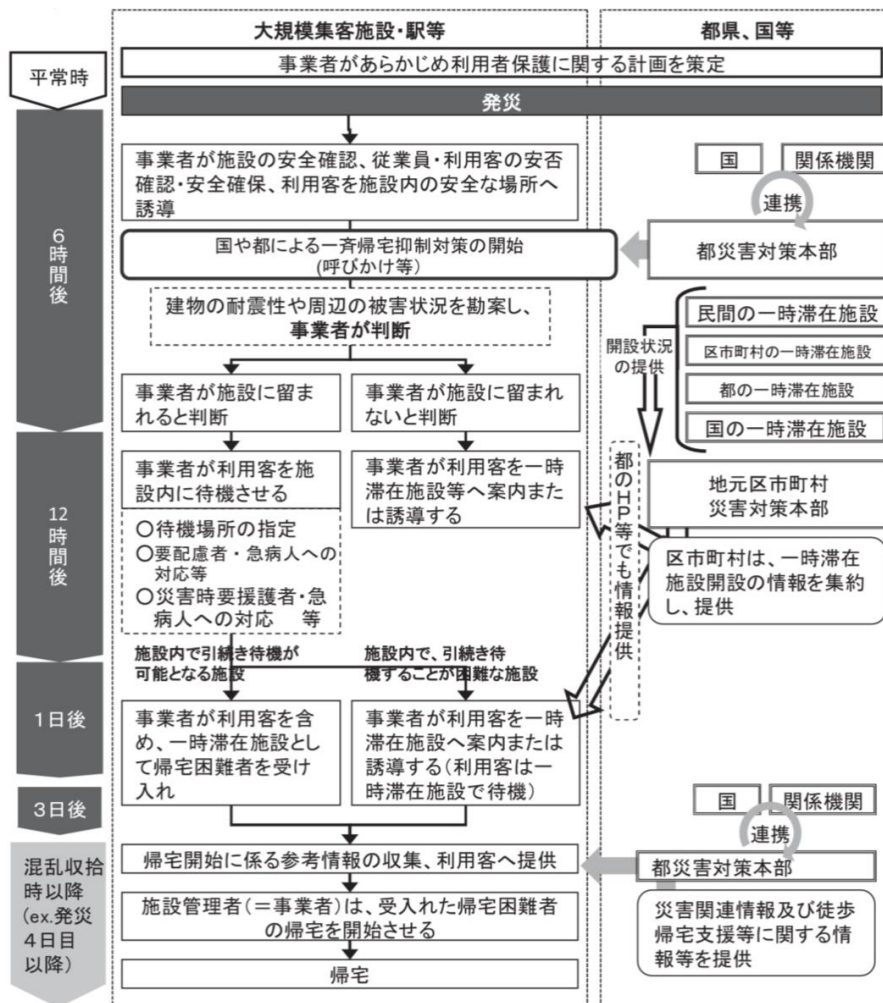 大規模集客施設・駅等
都県、国等
平常時
事業者があらかじめ利用者保護に関する計画を策定
発災
6時間後
事業者が施設の安全確認、従業員・利用客の安否
確認・安全確保、利用客を施設内の安全な場所へ
誘導
国
関係機関
連携
都災害対策本部
国や都による一斉帰宅抑制対策の開始
(呼びかけ等)
建物の耐震性や周辺の被害状況を勘案し、
事業者が判断
開設状況
の提供
民間の一時滞在施設
区市町村の一時滞在施設
都の一時滞在施設
国の一時滞在施設
事業者が施設に留ま
れると判断
事業者が施設に留まれ
ないと判断
12時間後
事業者が利用客を施
設内に待機させる
事業者が利用客を一時
滞在施設等へ案内また
は誘導する
地元区市町村
災害対策本部
都のHP等でも情報提供
○待機場所の指定
○要配慮者・急病人への
対応等
○災害時要援護者・急
病人への対応 等
区市町村は、一時滞在
施設開設の情報を集約
し、提供
施設内で引続き待機が
可能となる施設
施設内で、引続き待
機することが困難な施設
1日後
事業者が利用客を含
め、一時滞在施設とし
て帰宅困難者を受け
入れ
事業者が利用客を一時
滞在施設へ案内または
誘導する(利用客は一
時滞在施設で待機)
3日後
国
関係機関
連携
都災害対策本部
混乱収拾
時以降
(ex.発災
4日目
以降)
帰宅開始に係る参考情報の収集、利用客へ提供
施設管理者(=事業者)は、受入れた帰宅困難者
の帰宅を開始させる
災害関連情報及び徒歩
帰宅支援等に関する情
報等を提供
帰宅